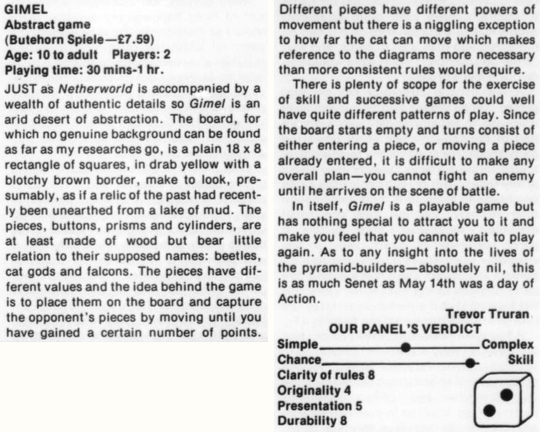 GIMEL
Abstract game
(Butehorn Spiele—£7.59)
Age: 10 to adult Players: 2
Playing time: 30 mins-1 hr.
JUST as Netherworld is accompanied by a
wealth of authentic details so Gimel is an
arid desert of abstraction. The board, for
which no genuine background can be found
as far as my researches go, is a plain 18 x 8
rectangle of squares, in drab yellow with a
blotchy brown border, make to look, pre-
sumably, as if a relic of the past had recent-
ly been unearthed from a lake of mud. The
pieces, buttons, prisms and cylinders, are
at least made of wood but bear little
relation to their supposed names: beetles,
cat gods and falcons. The pieces have dif-
ferent values and the idea behind the game
is to place them on the board and capture
the opponent's pieces by moving until you
have gained a certain number of points.
Different pieces have different powers of
movement but there is a niggling exception
to how far the cat can move which makes
reference to the diagrams more necessary
than more consistent rules would require.
There is plenty of scope for the exercise
of skill and successive games could well
have quite different patterns of play. Since
the board starts empty and turns consist of
either entering a piece, or moving a piece
already entered, it is difficult to make any
overall plan—you cannot fight an enemy
until he arrives on the scene of battle.
In itself, Gimel is a playable game but
has nothing special to attract you to it and
make you feel that you cannot wait to play
again. As to any insight into the lives of
the pyramid-builders—absolutely nil, this
is as much Senet as May 14th was a day of
Action.
Trevor Truran
OUR PANEL'S VERDICT
Simple Complex
Chance Skill
Clarity of rules 8
Originality 4
Presentation 5
Durability 8